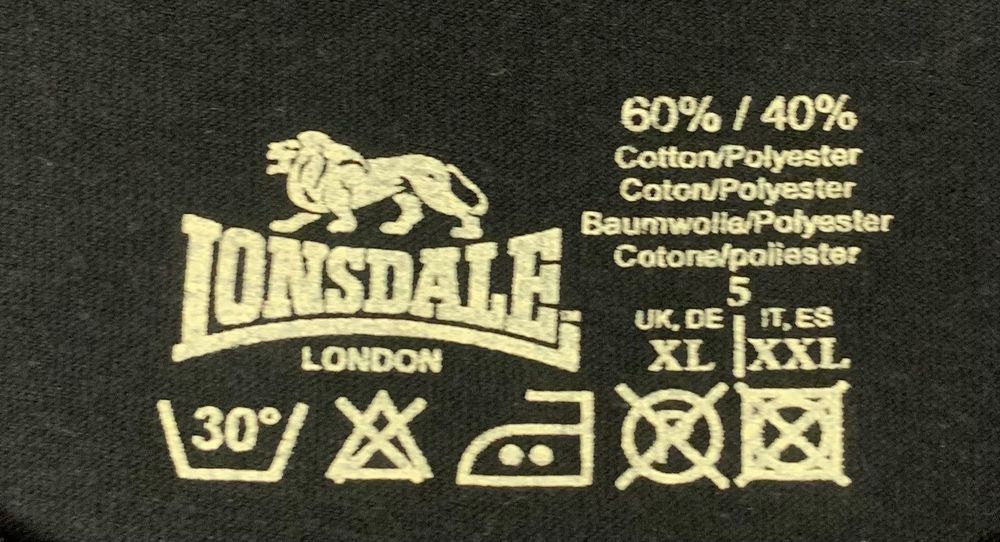 LONSDALE
LONDON
60% / 40%
Cotton/Polyester
Coton/Polyester
Baumwolle/Polyester
Cotone/poliester
5
UK, DE | IT, ES
XL | XXL
30°
P